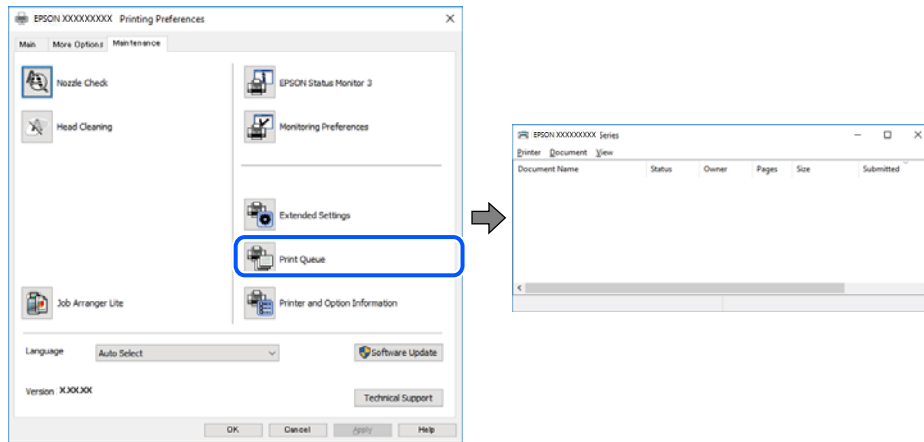 EPSON XXXXXXXXX Printing Preferences
Main More Options Maintenance
Nozzle Check
Head Cleaning
Job Arranger Lite
EPSON Status Monitor 3
Monitoring Preferences
Extended Settings
Print Queue
Printer and Option Information
Language Auto Select
Software Update
Version X.XX.XX
Technical Support
OK Cancel Apply Help
EPSON XXXXXXXXXX Series
Printer Document View
Document Name Status Owner Pages Size Submitted